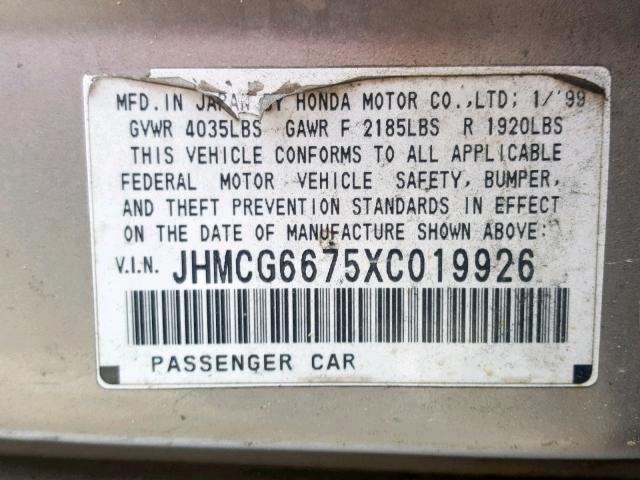 MFD. IN JAPAN BY HONDA MOTOR CO.,LTD; 1/'99
GVWR 4035LBS GAWR F 2185LBS R 1920LBS
THIS VEHICLE CONFORMS TO ALL APPLICABLE
FEDERAL MOTOR VEHICLE SAFETY, BUMPER,
AND THEFT PREVENTION STANDARDS IN EFFECT
ON THE DATE OF MANUFACTURE SHOWN ABOVE:
V.I.N. JHMCG6675XC019926
PASSENGER CAR